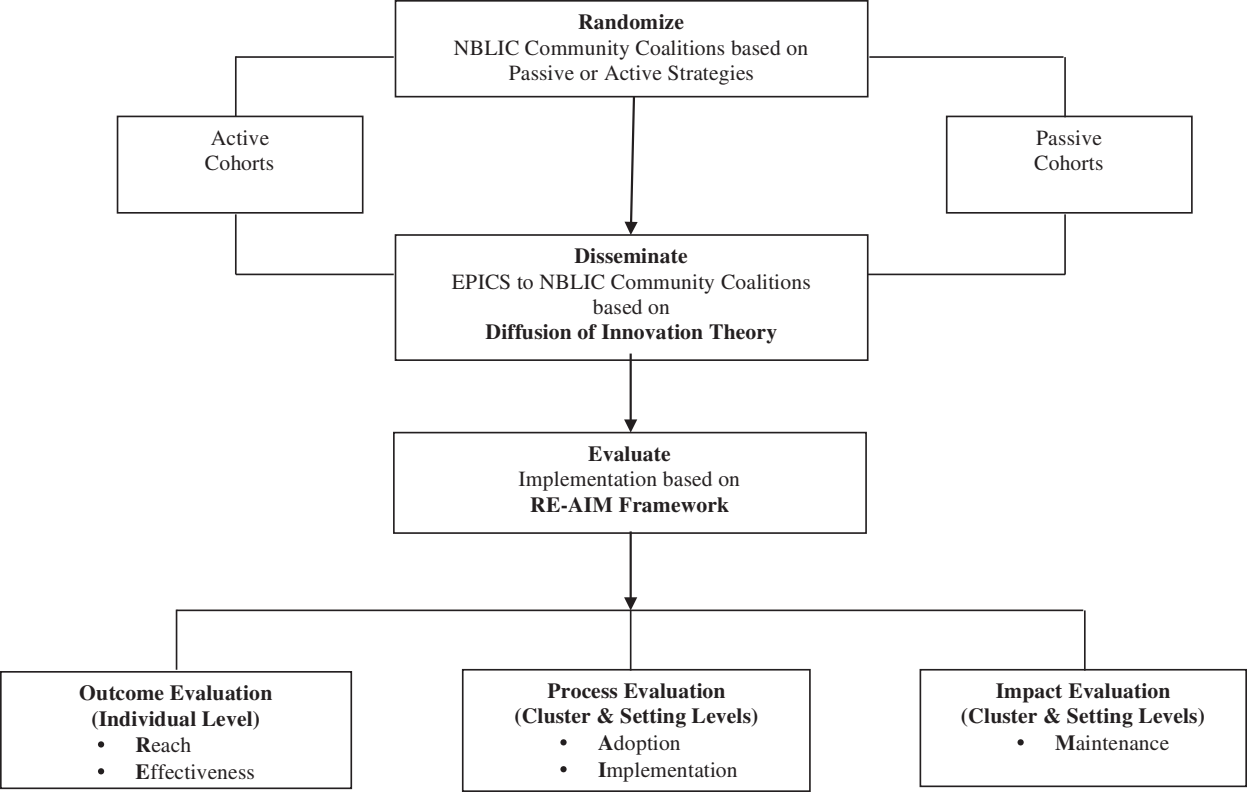 Randomize
NBLIC Community Coalitions based on
Passive or Active Strategies
Active
Cohorts
Passive
Cohorts
Disseminate
EPICS to NBLIC Community Coalitions
based on
Diffusion of Innovation Theory
Evaluate
Implementation based on
RE-AIM Framework
Outcome Evaluation
(Individual Level)
• Reach
• Effectiveness
Process Evaluation
(Cluster & Setting Levels)
• Adoption
• Implementation
Impact Evaluation
(Cluster & Setting Levels)
• Maintenance